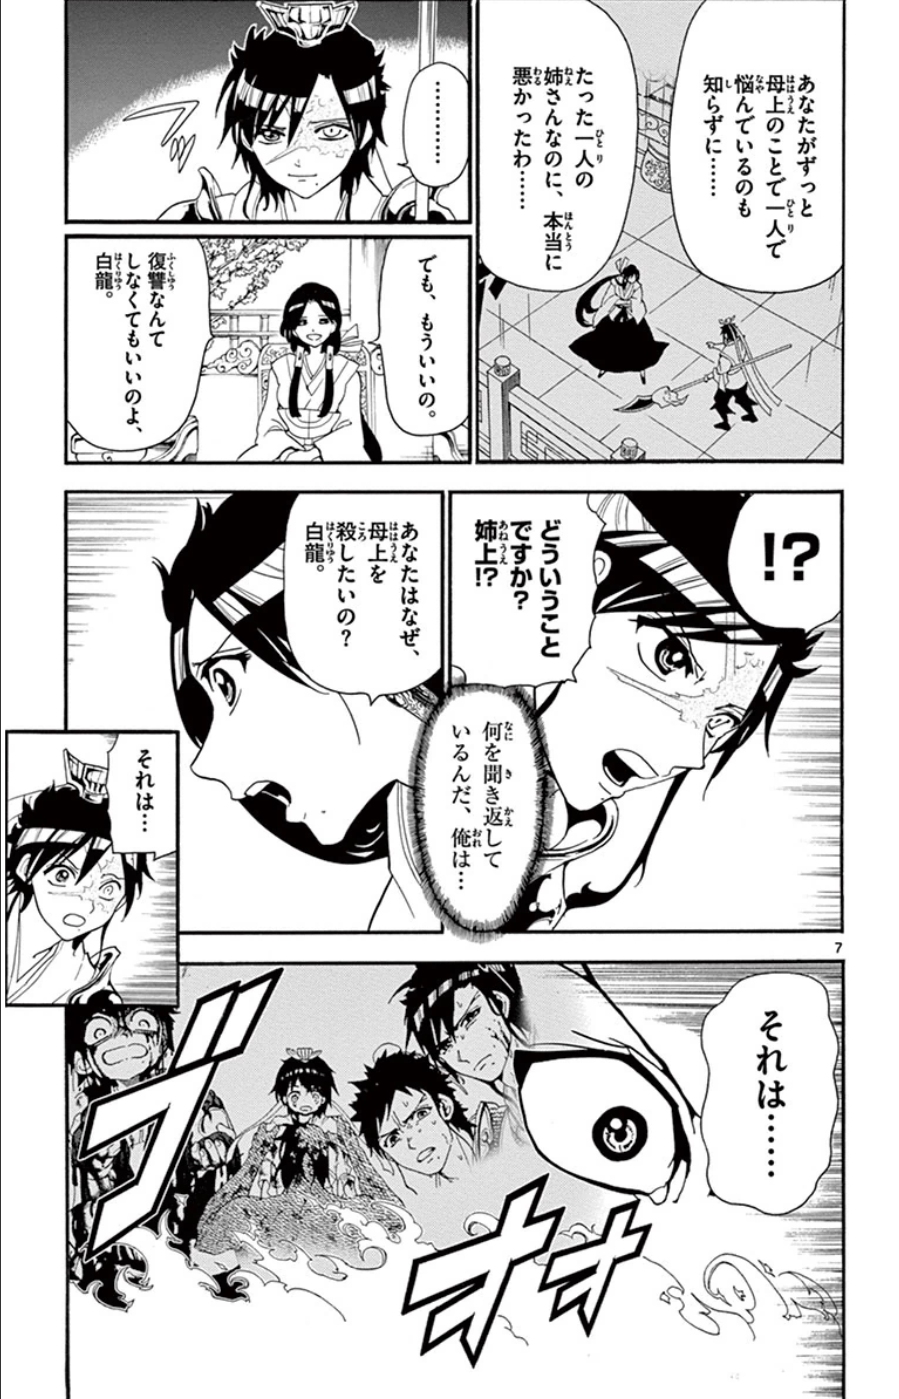 あなたがずっと
母上のことで一人で
悩んでいるのも
知らずに……
たった一人の
姉さんなのに、本当に
悪かったわ……
…………
でも、もういいの。
復讐なんて
しなくてもいいのよ、
白龍。
!?
どういうこと
ですか?
姉上!?
あなたはなぜ、
母上を
殺したいの?
白龍。
何を聞き返して
いるんだ、俺は…
それは…
7
それは……
ブオオ